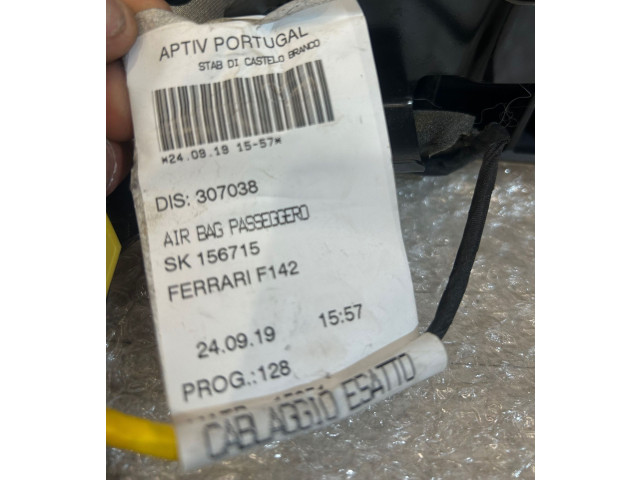 APTIV PORTUGAL
STAB DI CASTELO BRANCO
*24.09.19 15-57*
DIS: 307038
AIR BAG PASSEGGERO
SK 156715
FERRARI F142
24.09.19 15:57
PROG.:128
CABLAGGIO ESATTO